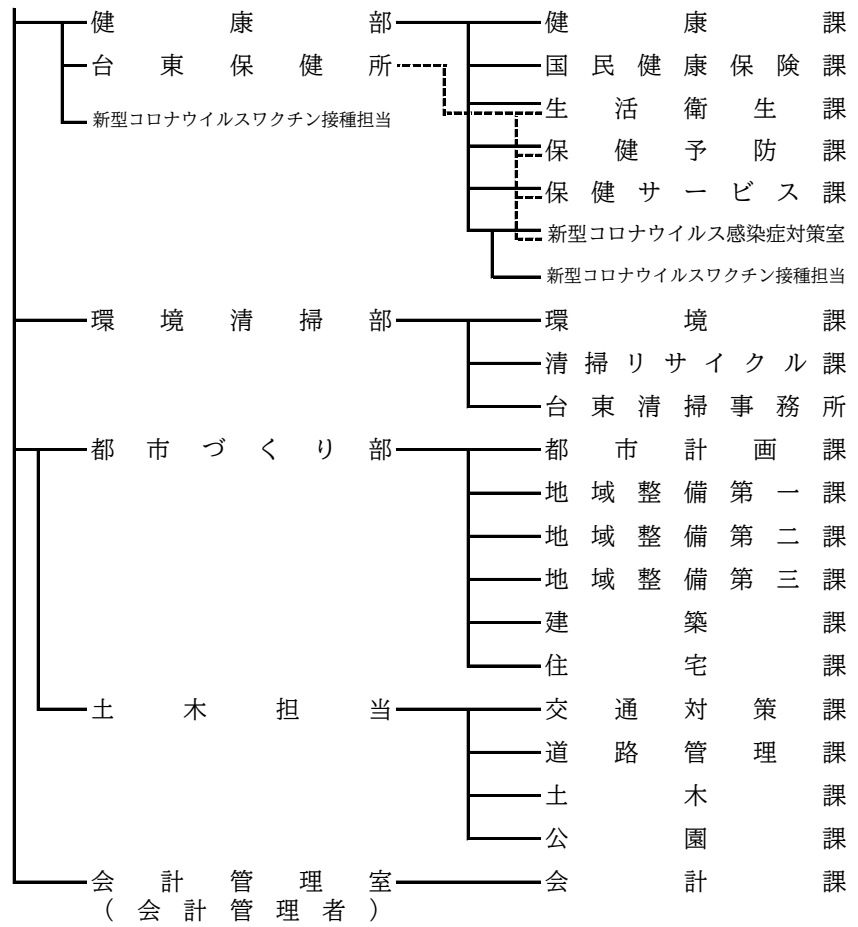 健康部 健康課
台東保健所 国民健康保険課
生活衛生課
新型コロナウイルスワクチン接種担当
保健予防課
保健サービス課
新型コロナウイルス感染症対策室
新型コロナウイルスワクチン接種担当
環境清掃部 環境課
清掃リサイクル課
台東清掃事務所
都市づくり部 都市計画課
地域整備第一課
地域整備第二課
地域整備第三課
建築課
住宅課
土木担当 交通対策課
道路管理課
土木課
公園課
会計管理室 会計課
(会計管理者)